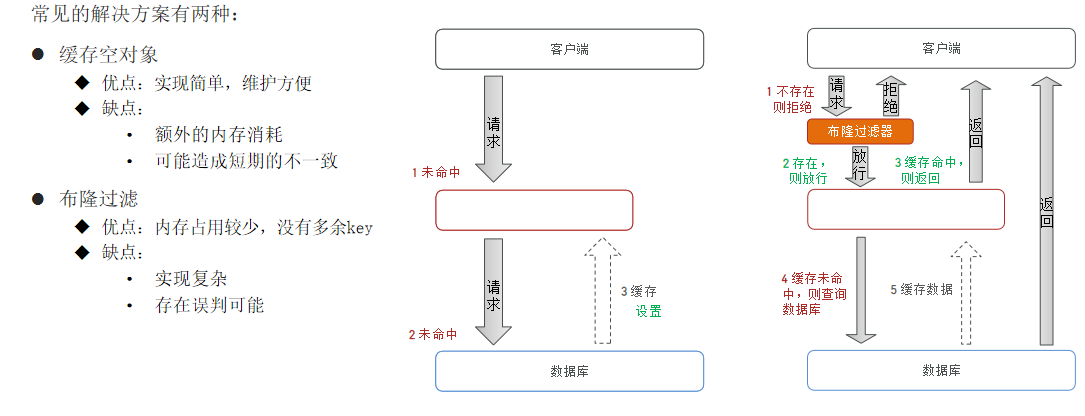 常见的解决方案有两种：
● 缓存空对象
◆ 优点：实现简单，维护方便
◆ 缺点：
• 额外的内存消耗
• 可能造成短期的不一致
● 布隆过滤
◆ 优点：内存占用较少，没有多余key
◆ 缺点：
• 实现复杂
• 存在误判可能
客户端
请求
1 未命中
请求
2 未命中
3 缓存
设置
数据库
客户端
1 不存在
则拒绝
请求
拒绝
布隆过滤器
2 存在，
则放行
放行
3 缓存命中，
则返回
返回
返回
4 缓存未命
中，则查询
数据库
5 缓存数据
数据库